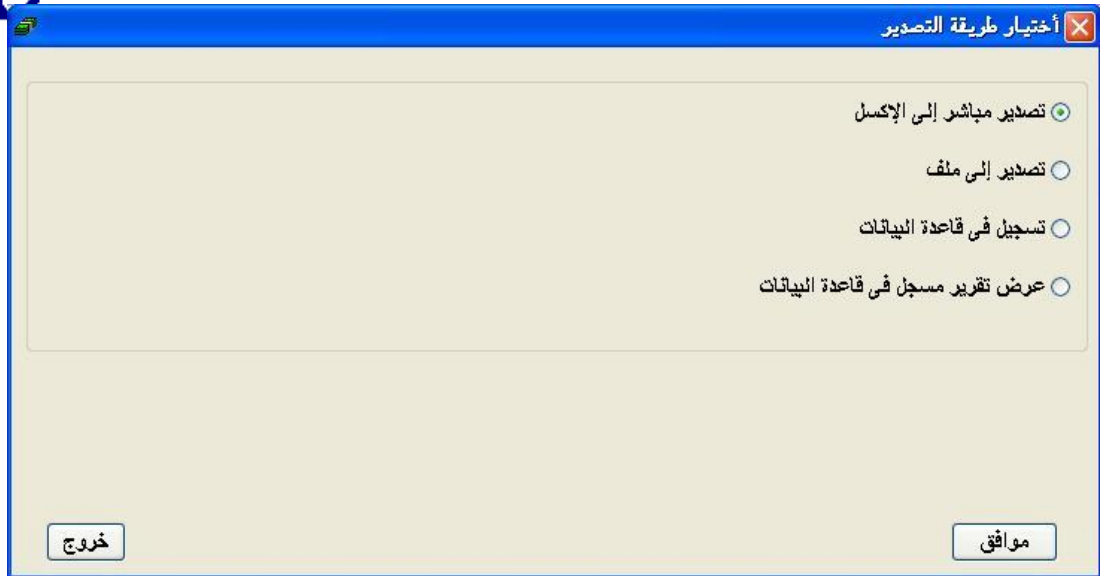 أختيار طريقة التصدير
تصدير مباشر إلى الإكسل
تصدير إلى ملف
تسجيل فى قاعدة البيانات
عرض تقرير مسجل فى قاعدة البيانات
موافق
خروج